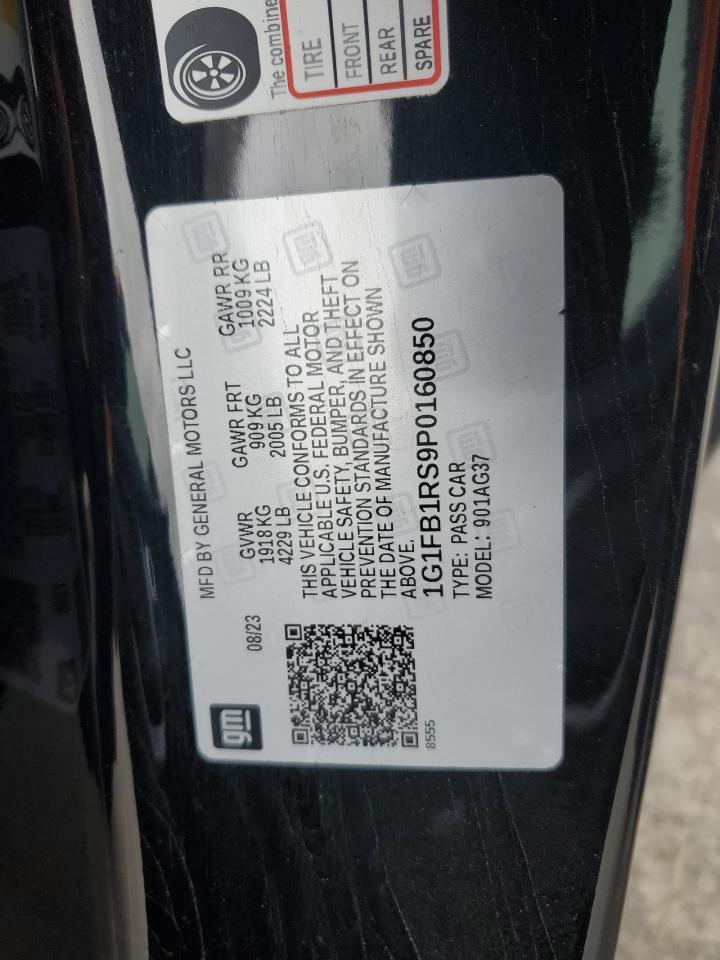 The combine
TIRE
FRONT
REAR
SPARE
gm
MFD BY GENERAL MOTORS LLC
08/23
GVWR GAWR FRT GAWR RR
1918 KG 909 KG 1009 KG
4229 LB 2005 LB 2224 LB
THIS VEHICLE CONFORMS TO ALL
APPLICABLE U.S. FEDERAL MOTOR
VEHICLE SAFETY, BUMPER, AND THEFT
PREVENTION STANDARDS IN EFFECT ON
THE DATE OF MANUFACTURE SHOWN
ABOVE.
1G1FB1RS9P0160850
TYPE: PASS CAR
MODEL: 901AG37
8555